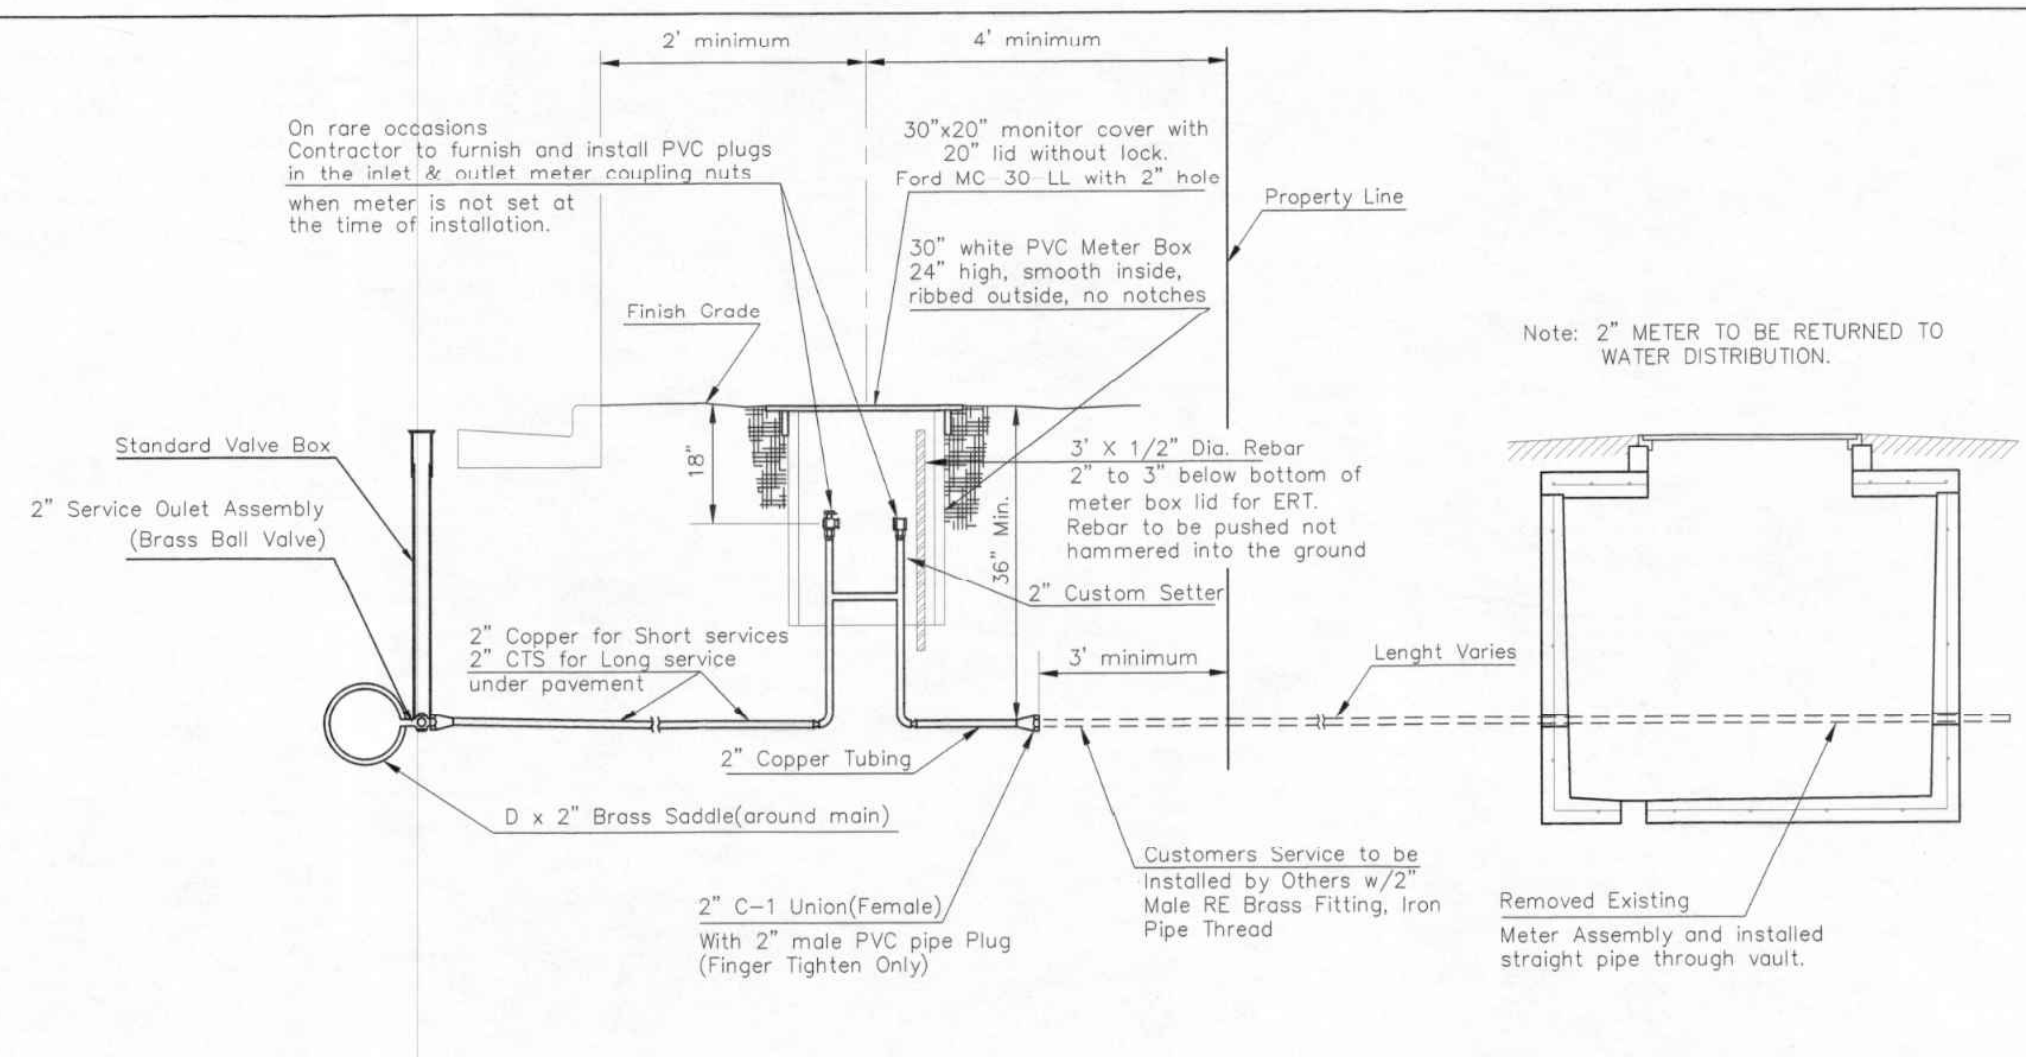 2' minimum
4' minimum
On rare occasions
Contractor to furnish and install PVC plugs
in the inlet & outlet meter coupling nuts
when meter is not set at
the time of installation.
30"x20" monitor cover with
20" lid without lock.
Ford MC-30-LL with 2" hole
Property Line
30" white PVC Meter Box
24" high, smooth inside,
ribbed outside, no notches
Finish Grade
Note: 2" METER TO BE RETURNED TO
WATER DISTRIBUTION.
Standard Valve Box
18"
3' X 1/2" Dia. Rebar
2" to 3" below bottom of
meter box lid for ERT.
Rebar to be pushed not
hammered into the ground
2" Service Oulet Assembly
(Brass Ball Valve)
36" Min.
2" Custom Setter
2" Copper for Short services
2" CTS for Long service
under pavement
3' minimum
Lenght Varies
2" Copper Tubing
D x 2" Brass Saddle(around main)
Customers Service to be
Installed by Others w/2"
Male RE Brass Fitting, Iron
Pipe Thread
2" C-1 Union(Female)
With 2" male PVC pipe Plug
(Finger Tighten Only)
Removed Existing
Meter Assembly and installed
straight pipe through vault.